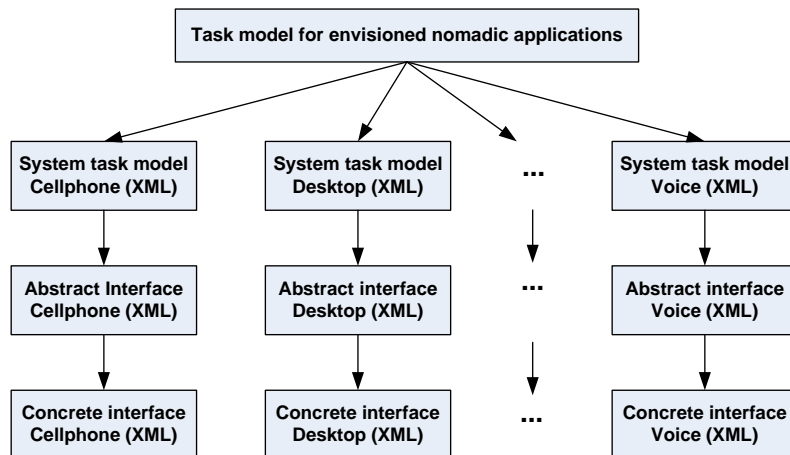 Task model for envisioned nomadic applications
System task model
Cellphone (XML)
System task model
Desktop (XML)
...
System task model
Voice (XML)
Abstract Interface
Cellphone (XML)
Abstract interface
Desktop (XML)
...
Abstract interface
Voice (XML)
Concrete interface
Cellphone (XML)
Concrete interface
Desktop (XML)
...
Concrete interface
Voice (XML)